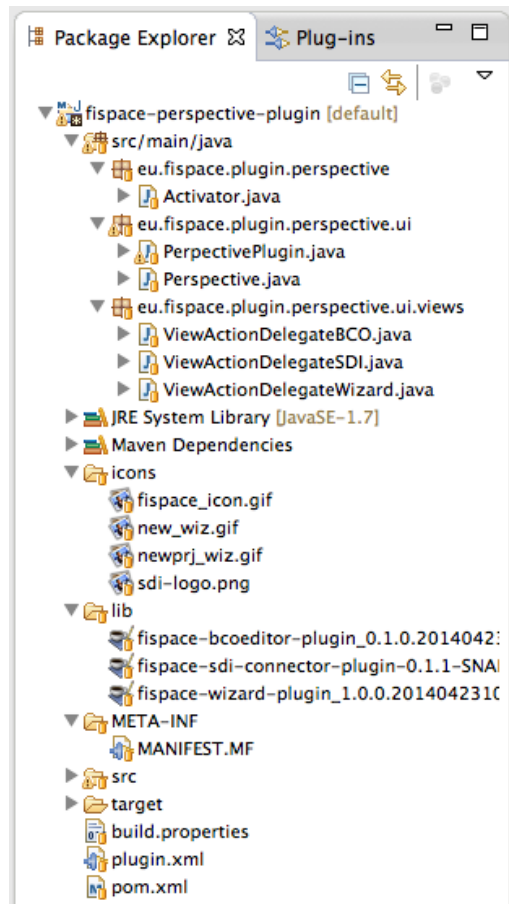 Package Explorer Plug-ins
fispace-perspective-plugin [default]
src/main/java
eu.fispace.plugin.perspective
Activator.java
eu.fispace.plugin.perspective.ui
PerpectivePlugin.java
Perspective.java
eu.fispace.plugin.perspective.ui.views
ViewActionDelegateBCO.java
ViewActionDelegateSDI.java
ViewActionDelegateWizard.java
JRE System Library [JavaSE-1.7]
Maven Dependencies
icons
fispace_icon.gif
new_wiz.gif
newprj_wiz.gif
sdi-logo.png
lib
fispace-bcoeditor-plugin_0.1.0.20140423
fispace-sdi-connector-plugin-0.1.1-SNA
fispace-wizard-plugin_1.0.0.2014042310
META-INF
MANIFEST.MF
src
target
build.properties
plugin.xml
pom.xml